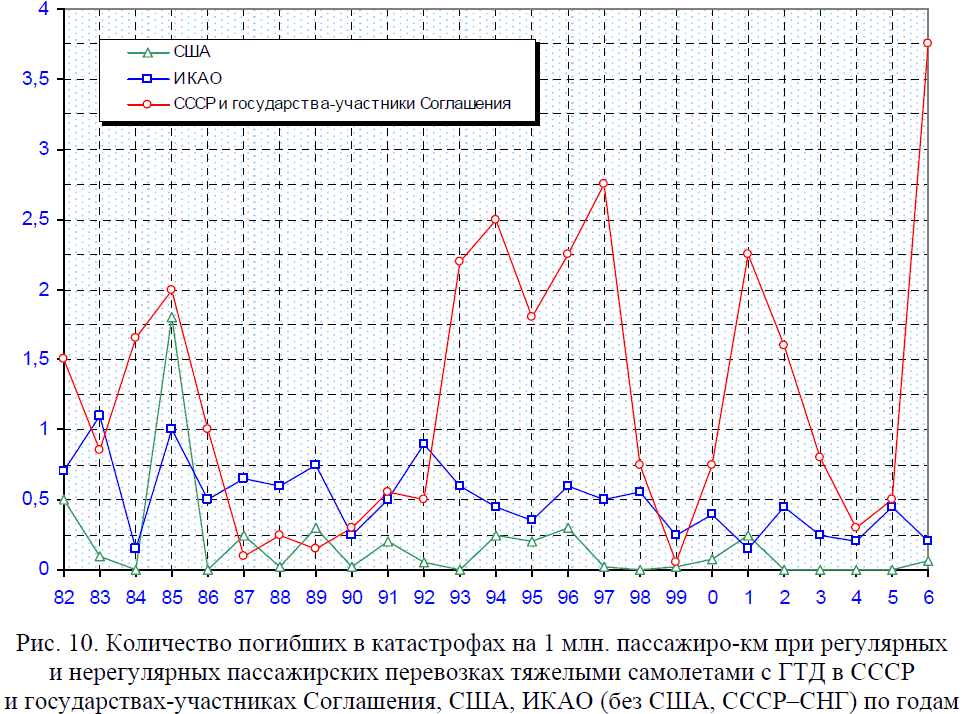 4
3,5
3
2,5
2
1,5
1
0,5
0
США
ИКАО
СССР и государства-участники Соглашения
82 83 84 85 86 87 88 89 90 91 92 93 94 95 96 97 98 99 0 1 2 3 4 5 6
Рис. 10. Количество погибших в катастрофах на 1 млн. пассажиро-км при регулярных
и нерегулярных пассажирских перевозках тяжелыми самолетами с ГТД в СССР
и государствах-участниках Соглашения, США, ИКАО (без США, СССР–СНГ) по годам